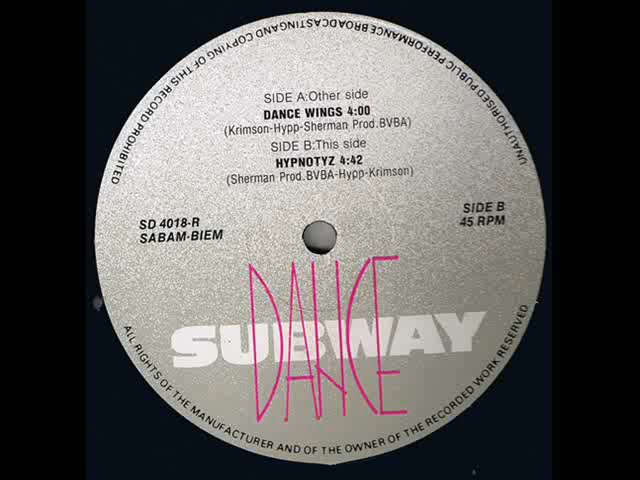 UNAUTHORISED PUBLIC PERFORMANCE BROADCASTING AND COPYING OF THIS RECORD PROHIBITED
SIDE A:Other side
DANCE WINGS 4:00
(Krimson-Hypp-Sherman Prod.BVBA)
SIDE B:This side
HYPNOTYZ 4:42
(Sherman Prod.BVBA-Hypp-Krimson)
SD 4018-R
SABAM-BIEM
SIDE B
45 RPM
DANCE
SUBWAY
ALL RIGHTS OF THE MANUFACTURER AND OF THE OWNER OF THE RECORDED WORK RESERVED